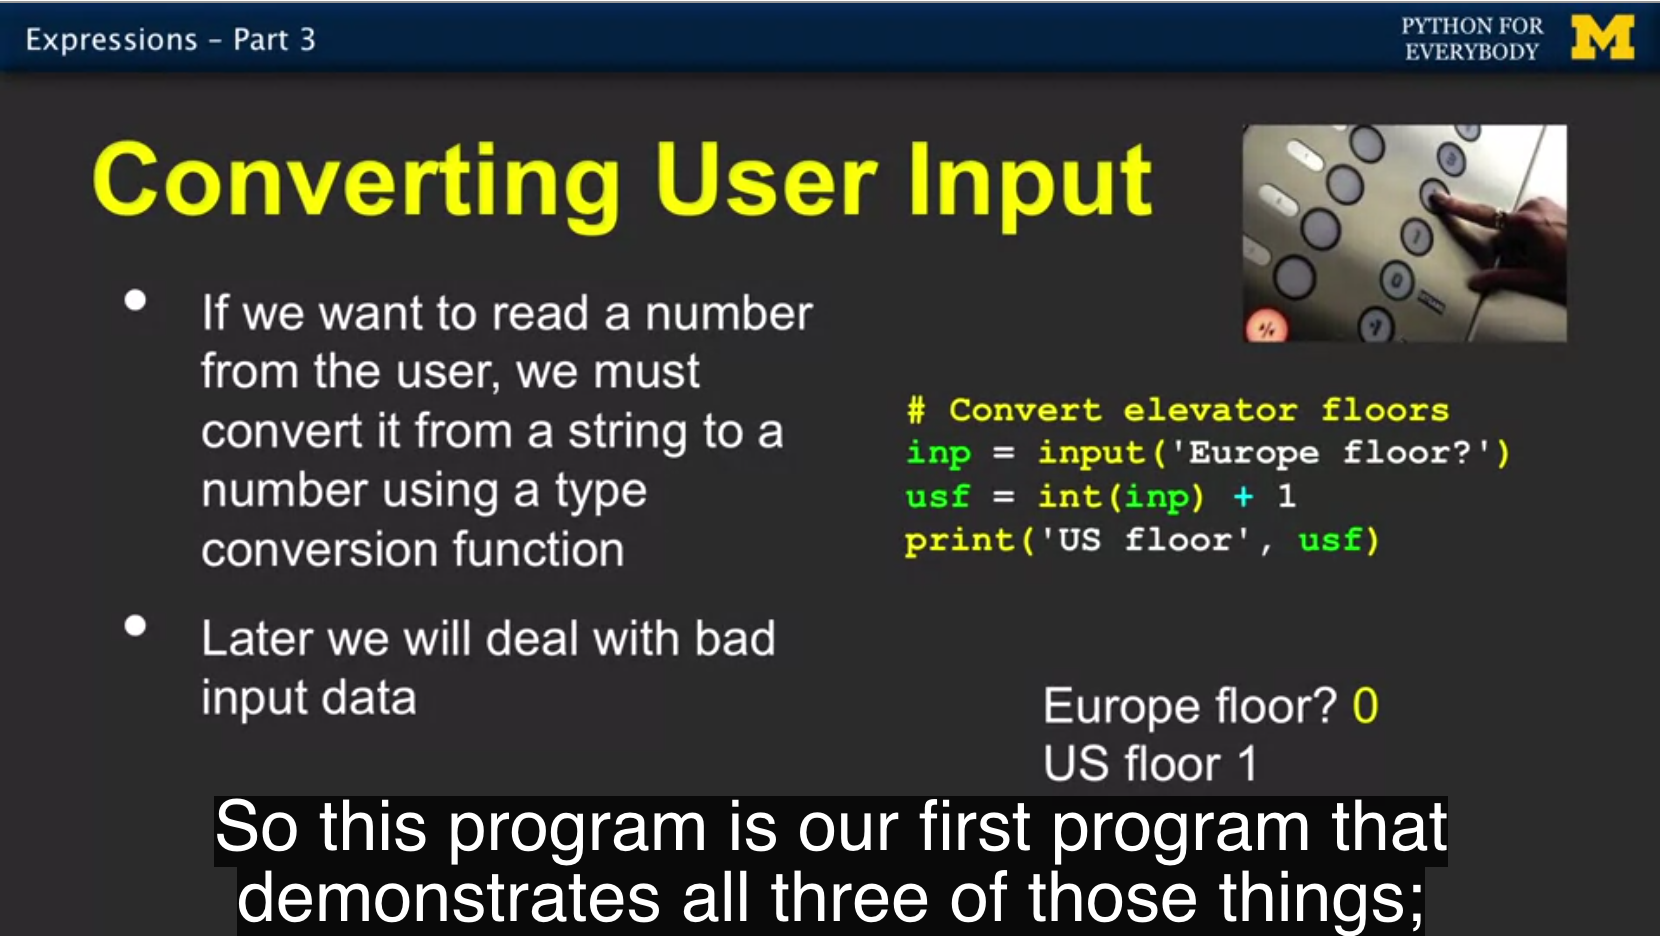 Expressions – Part 3
PYTHON FOR
EVERYBODY
M
Converting User Input
• If we want to read a number
from the user, we must
convert it from a string to a
number using a type
conversion function
• Later we will deal with bad
input data
# Convert elevator floors
inp = input('Europe floor?')
usf = int(inp) + 1
print('US floor', usf)
Europe floor? 0
US floor 1
So this program is our first program that
demonstrates all three of those things;